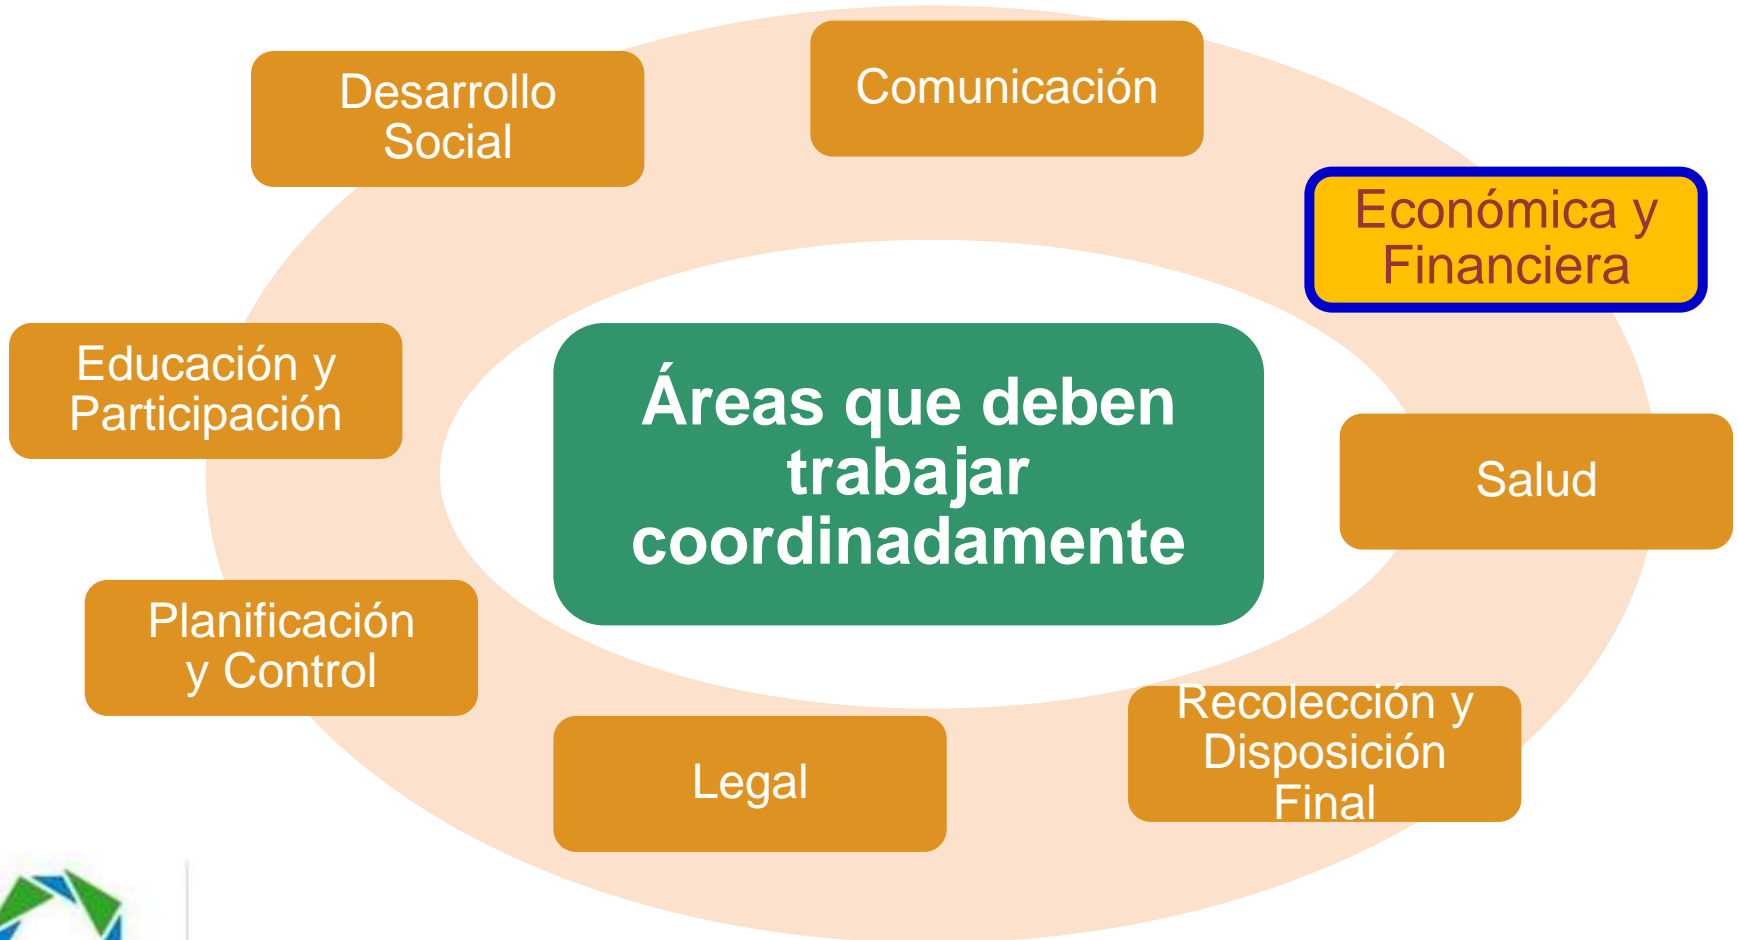 Desarrollo
Social
Comunicación
Económica y
Financiera
Educación y
Participación
Áreas que deben
trabajar
coordinadamente
Salud
Planificación
y Control
Legal
Recolección y
Disposición
Final